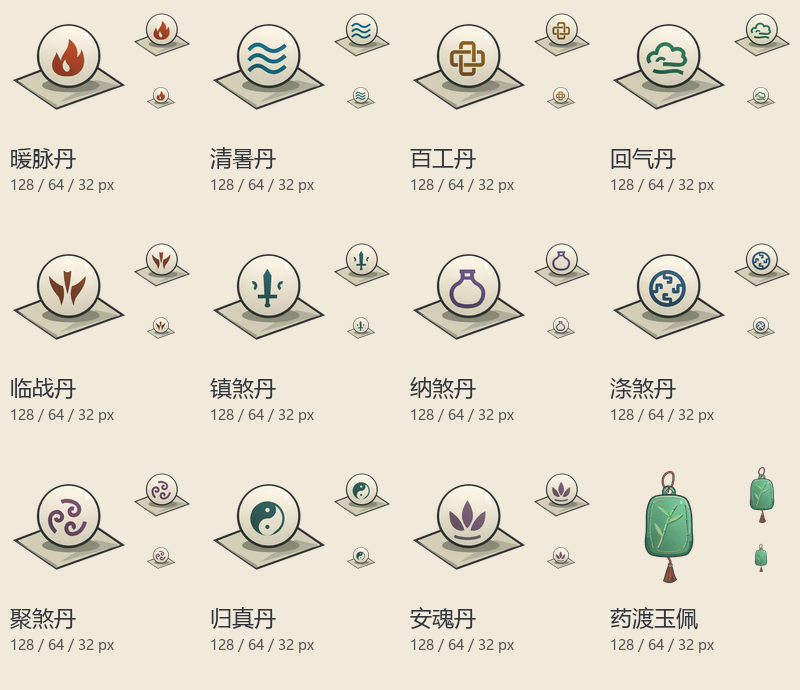 暖脉丹 清暑丹 百工丹 回气丹
128 / 64 / 32 px 128 / 64 / 32 px 128 / 64 / 32 px 128 / 64 / 32 px
临战丹 镇煞丹 纳煞丹 涤煞丹
128 / 64 / 32 px 128 / 64 / 32 px 128 / 64 / 32 px 128 / 64 / 32 px
聚煞丹 归真丹 安魂丹 药渡玉佩
128 / 64 / 32 px 128 / 64 / 32 px 128 / 64 / 32 px 128 / 64 / 32 px